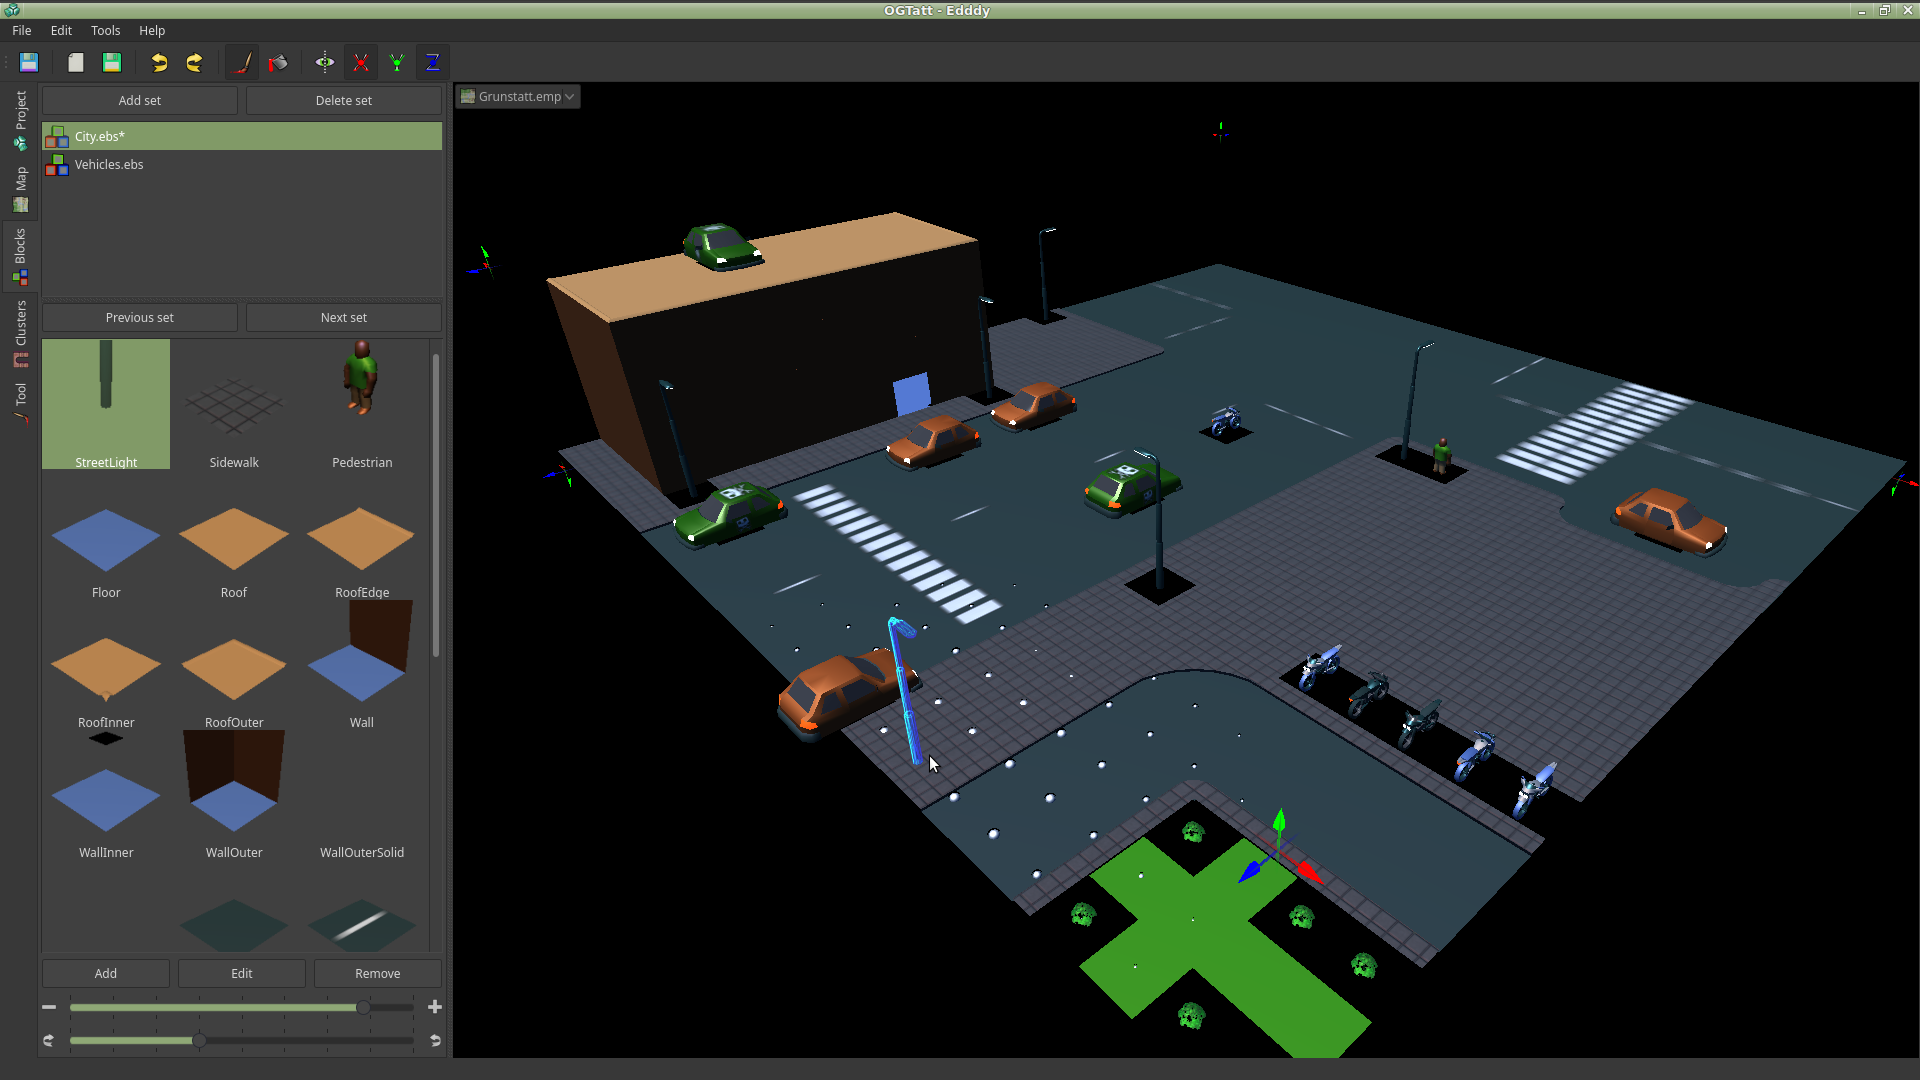 OGTatt - Edddy
File Edit Tools Help
Project
Map
Blocks
Clusters
Tool
Add set Delete set
City.ebs*
Vehicles.ebs
Previous set Next set
StreetLight Sidewalk Pedestrian
Floor Roof RoofEdge
RoofInner RoofOuter Wall
WallInner WallOuter WallOuterSolid
Add Edit Remove
Grunstatt.emp